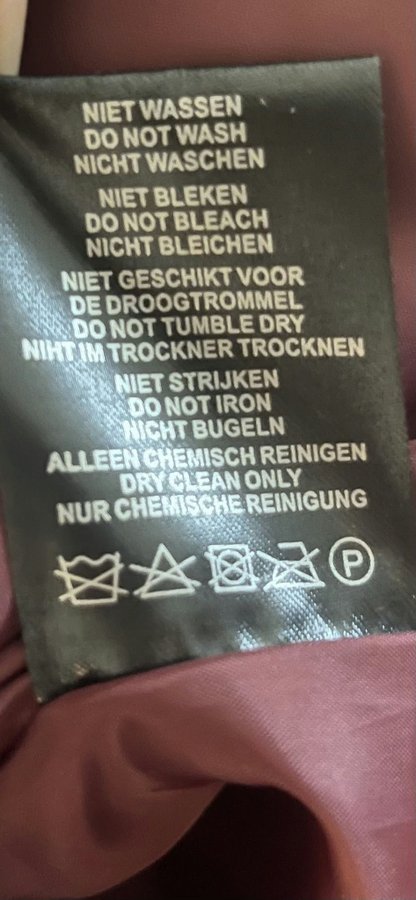 NIET WASSEN
DO NOT WASH
NICHT WASCHEN
NIET BLEKEN
DO NOT BLEACH
NICHT BLEICHEN
NIET GESCHIKT VOOR
DE DROOGTROMMEL
DO NOT TUMBLE DRY
NIHT IM TROCKNER TROCKNEN
NIET STRIJKEN
DO NOT IRON
NICHT BUGELN
ALLEEN CHEMISCH REINIGEN
DRY CLEAN ONLY
NUR CHEMISCHE REINIGUNG
P